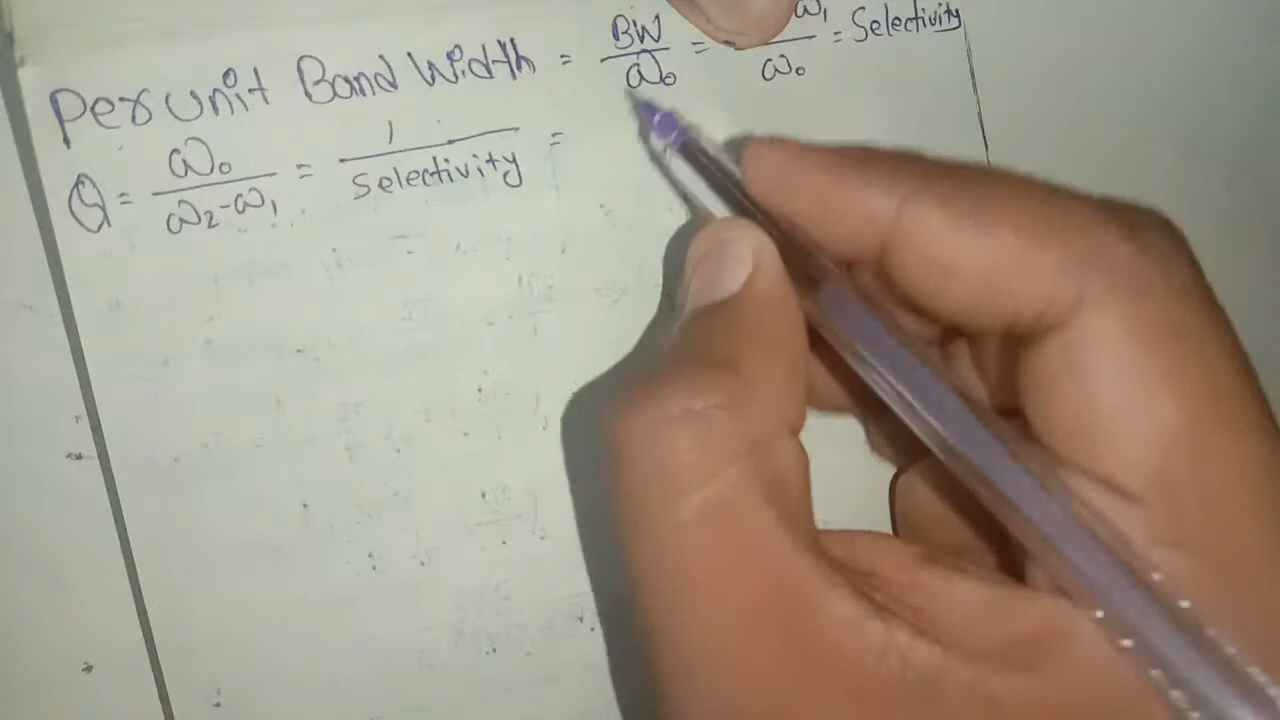 Per unit Band Width = BW/ω₀ = ω₁/ω₀ = Selectivity
Q = ω₀/ω₂-ω₁ = 1/selectivity =